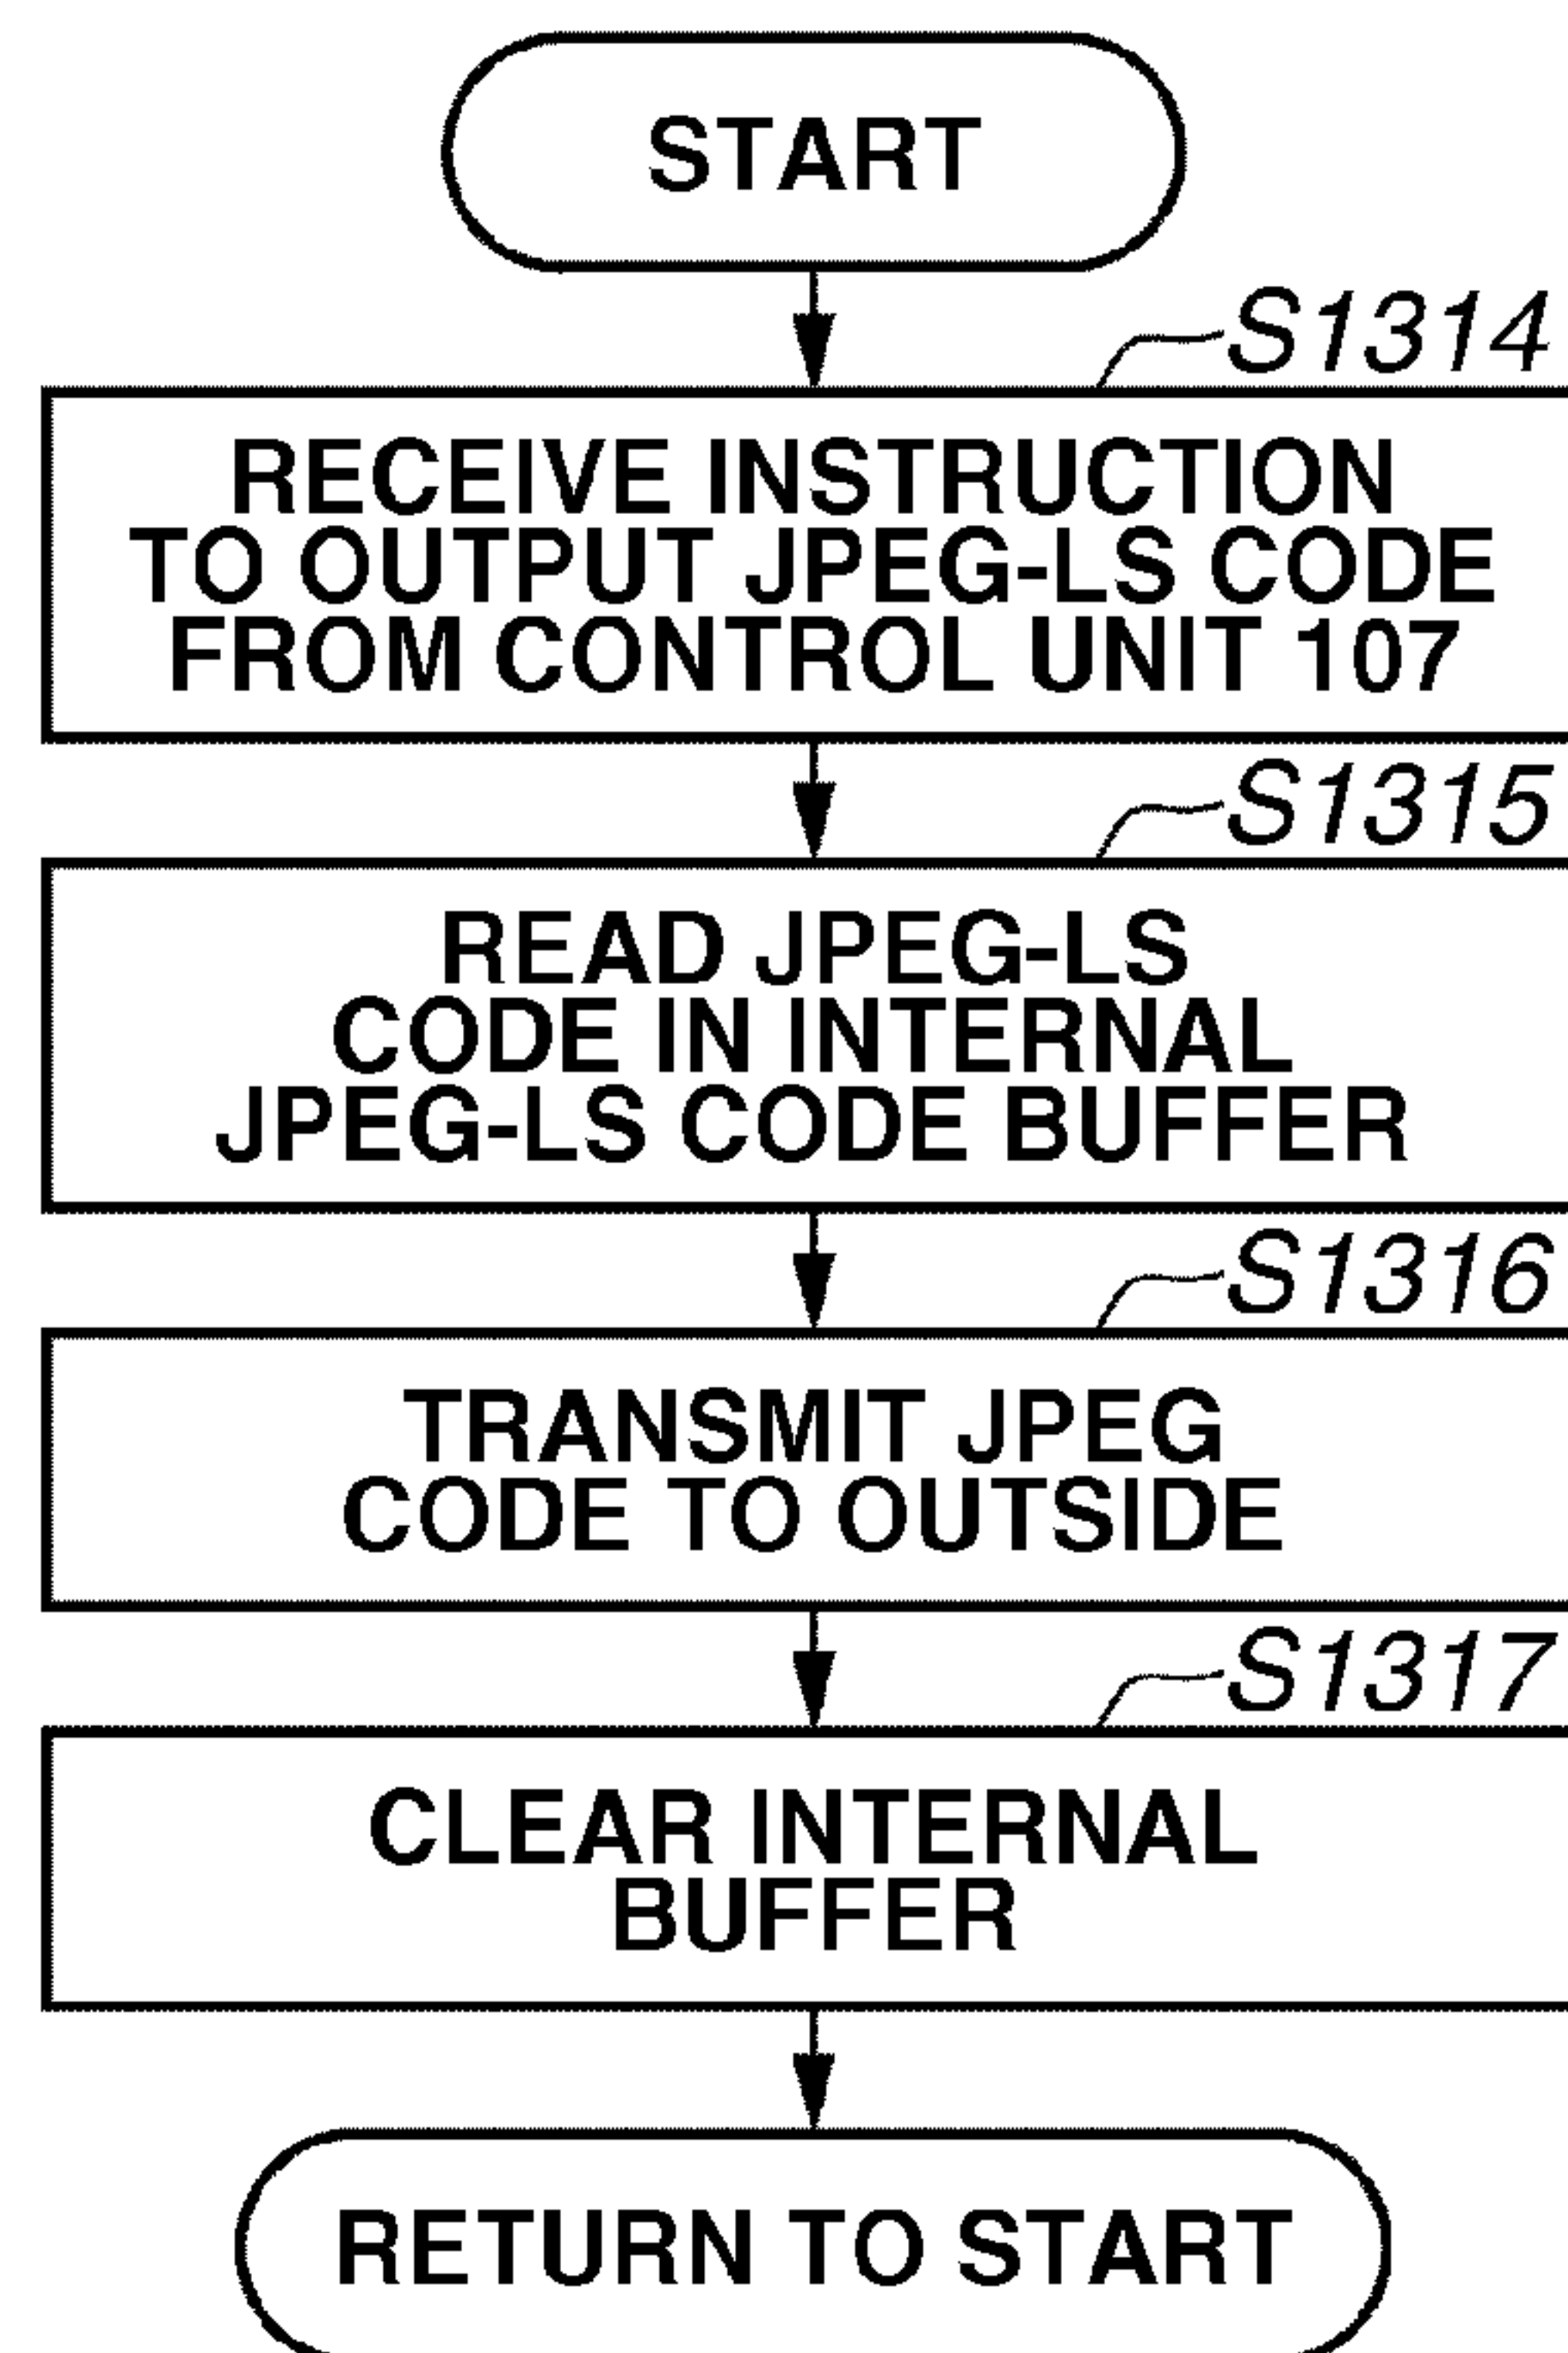 START
S1314
RECEIVE INSTRUCTION
TO OUTPUT JPEG-LS CODE
FROM CONTROL UNIT 107
S1315
READ JPEG-LS
CODE IN INTERNAL
JPEG-LS CODE BUFFER
S1316
TRANSMIT JPEG
CODE TO OUTSIDE
S1317
CLEAR INTERNAL
BUFFER
RETURN TO START